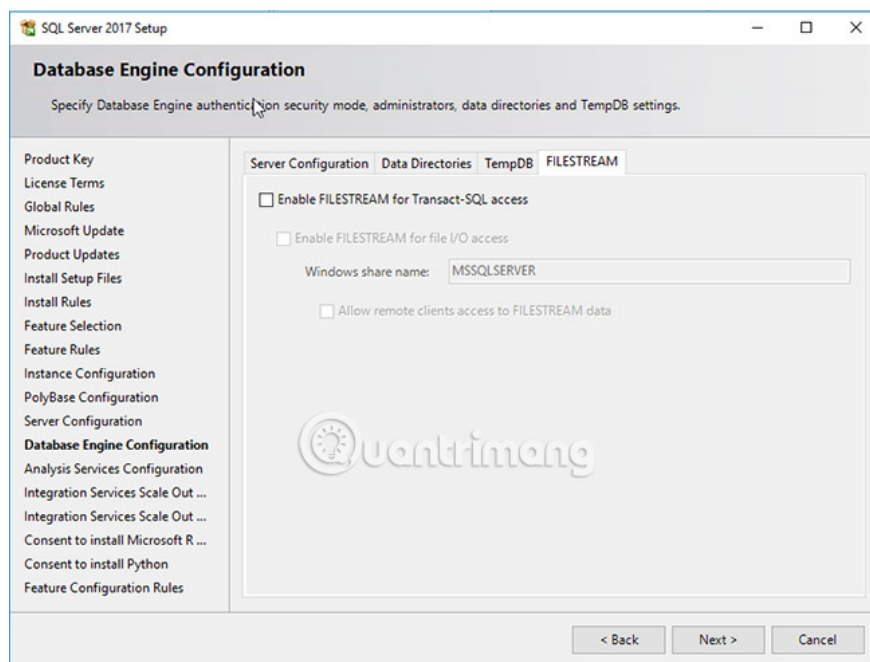 SQL Server 2017 Setup
Database Engine Configuration
Specify Database Engine authentication security mode, administrators, data directories and TempDB settings.
Product Key
License Terms
Global Rules
Microsoft Update
Product Updates
Install Setup Files
Install Rules
Feature Selection
Feature Rules
Instance Configuration
PolyBase Configuration
Server Configuration
Database Engine Configuration
Analysis Services Configuration
Integration Services Scale Out ...
Integration Services Scale Out ...
Consent to install Microsoft R ...
Consent to install Python
Feature Configuration Rules
Server Configuration Data Directories TempDB FILESTREAM
Enable FILESTREAM for Transact-SQL access
Enable FILESTREAM for file I/O access
Windows share name: MSSQLSERVER
Allow remote clients access to FILESTREAM data
Quantrimang
< Back Next > Cancel